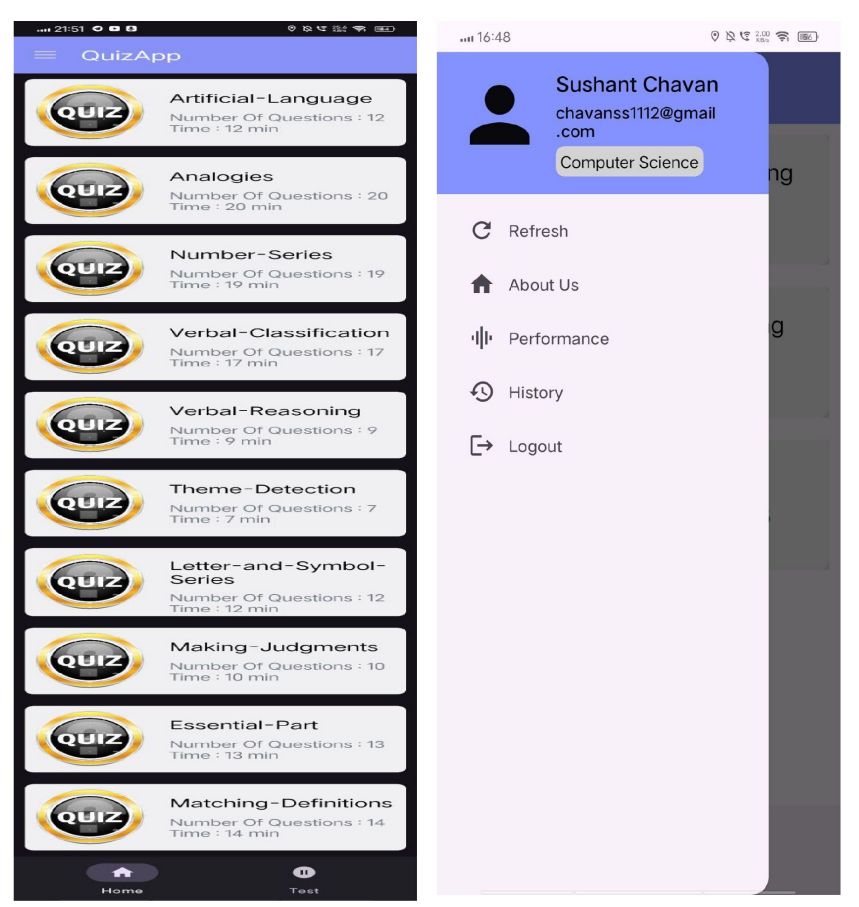 21:51
QuizApp
QUIZ
Artificial-Language
Number Of Questions : 12
Time : 12 min
QUIZ
Analogies
Number Of Questions : 20
Time : 20 min
QUIZ
Number-Series
Number Of Questions : 19
Time : 19 min
QUIZ
Verbal-Classification
Number Of Questions : 17
Time : 17 min
QUIZ
Verbal-Reasoning
Number Of Questions : 9
Time : 9 min
QUIZ
Theme-Detection
Number Of Questions : 7
Time : 7 min
QUIZ
Letter-and-Symbol-
Series
Number Of Questions : 12
Time : 12 min
QUIZ
Making-Judgments
Number Of Questions : 10
Time : 10 min
QUIZ
Essential-Part
Number Of Questions : 13
Time : 13 min
QUIZ
Matching-Definitions
Number Of Questions : 14
Time : 14 min
Home
Test
16:48
2.00
KB/s
Sushant Chavan
chavanss1112@gmail
.com
Computer Science
ng
g
Refresh
About Us
Performance
History
Logout